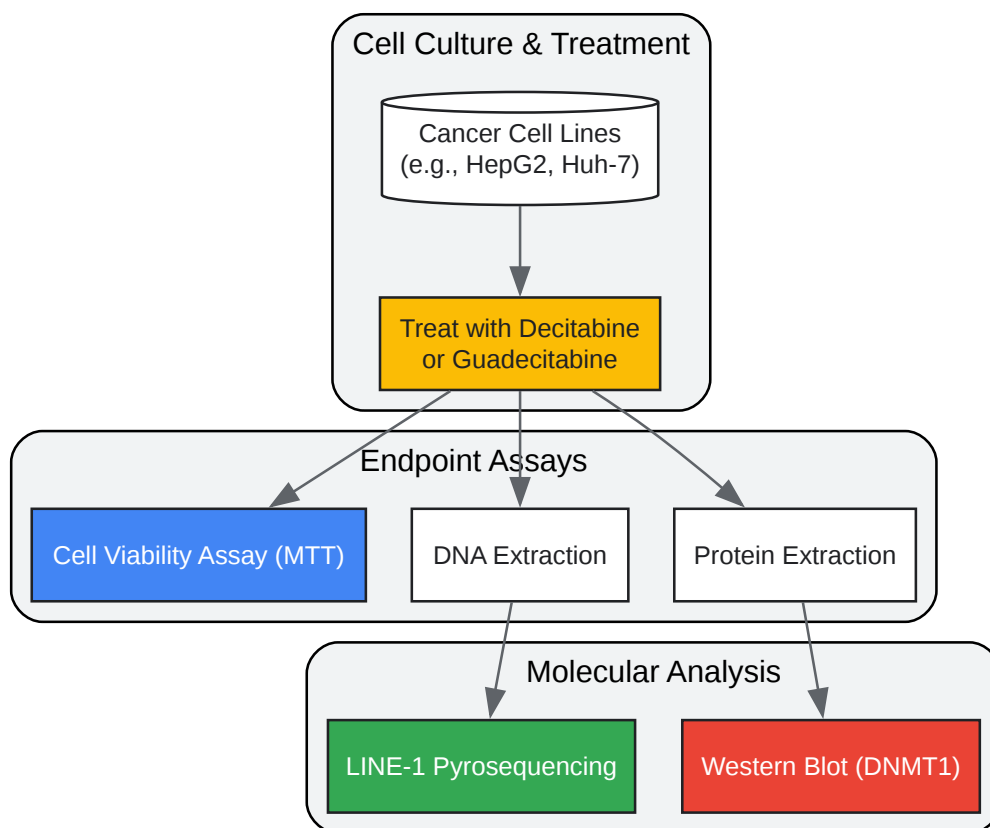 Cell Culture & Treatment
Cancer Cell Lines
(e.g., HepG2, Huh-7)
Treat with Decitabine
or Guadecitabine
Endpoint Assays
Cell Viability Assay (MTT)
DNA Extraction
Protein Extraction
Molecular Analysis
LINE-1 Pyrosequencing
Western Blot (DNMT1)